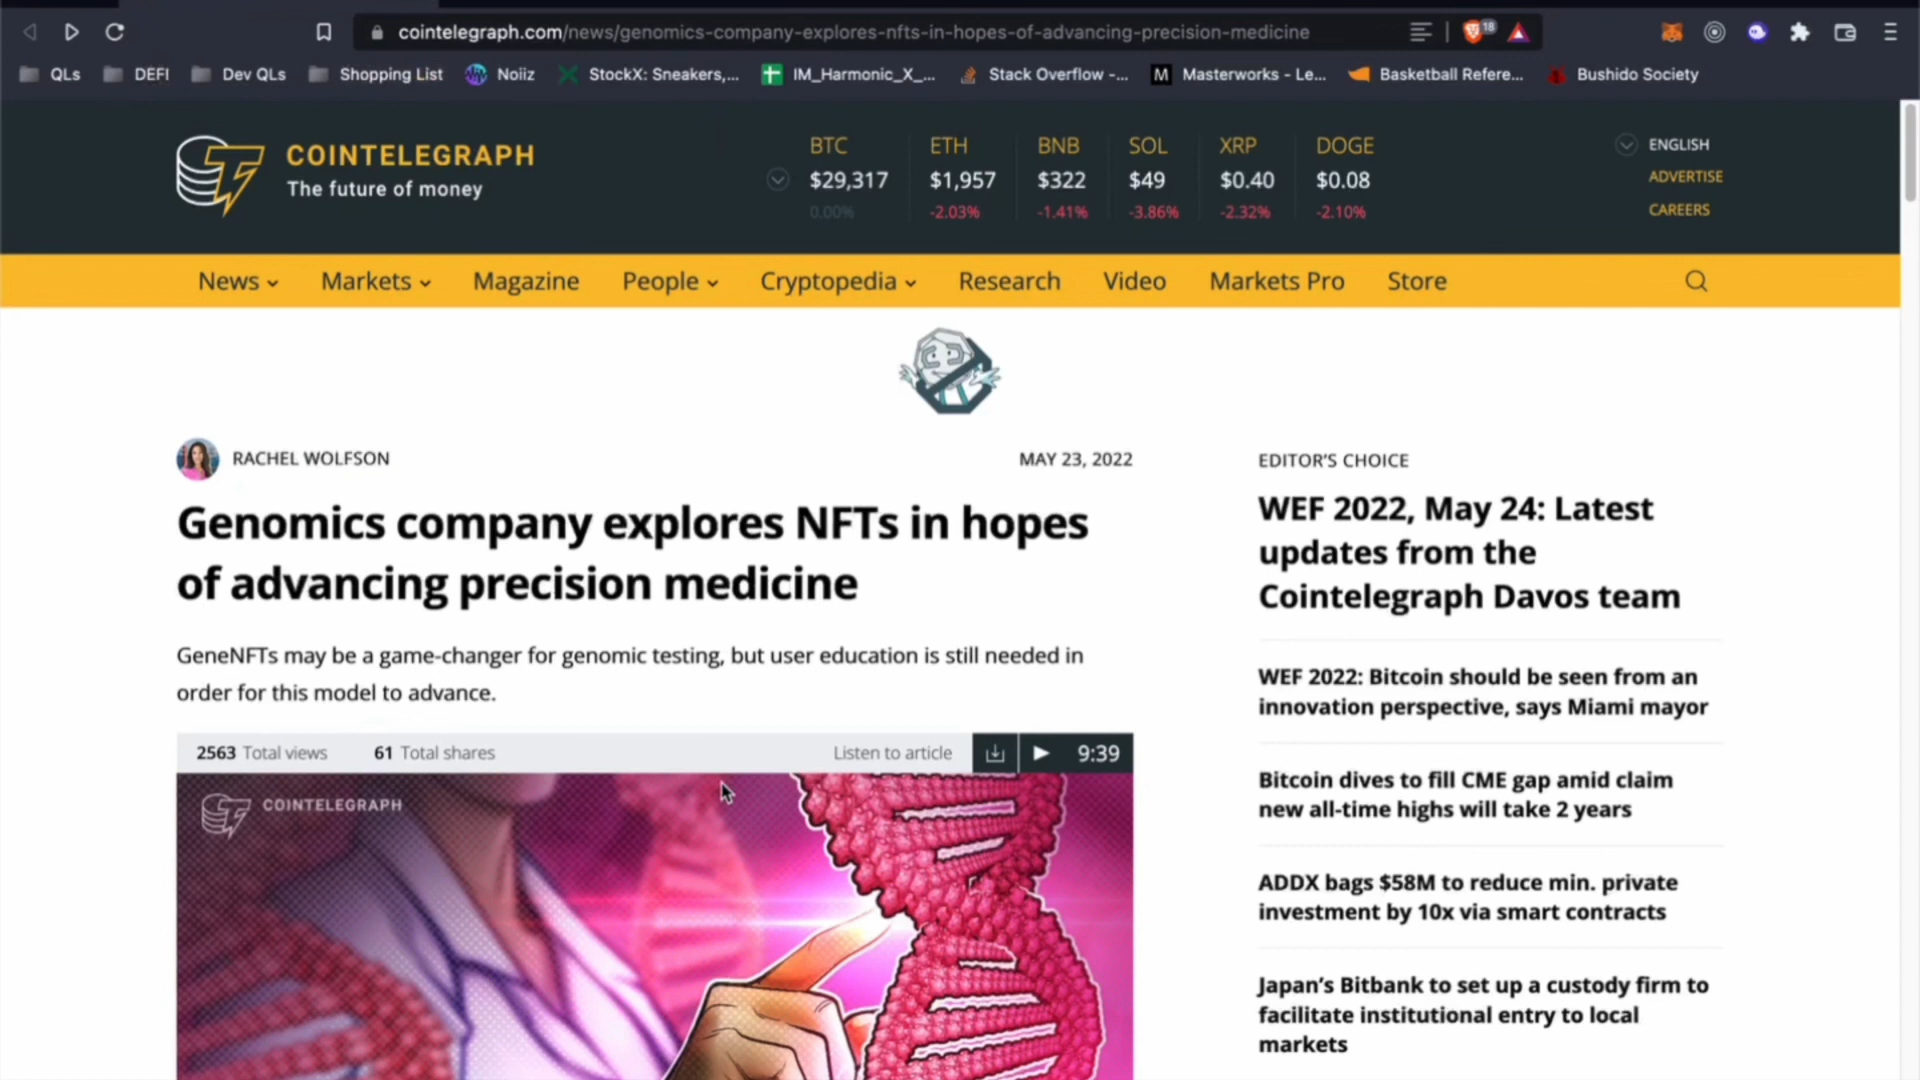 cointelegraph.com/news/genomics-company-explores-nfts-in-hopes-of-advancing-precision-medicine
18
QLs DEFI Dev QLs Shopping List Noiiz StockX: Sneakers,... IM_Harmonic_X_... Stack Overflow -... M Masterworks - Le... Basketball Refere... Bushido Society
COINTELEGRAPH
The future of money
BTC ETH BNB SOL XRP DOGE
$29,317 $1,957 $322 $49 $0.40 $0.08
0.00% -2.03% -1.41% -3.86% -2.32% -2.10%
ENGLISH
ADVERTISE
CAREERS
News Markets Magazine People Cryptopedia Research Video Markets Pro Store
RACHEL WOLFSON MAY 23, 2022
Genomics company explores NFTs in hopes
of advancing precision medicine
GeneNFTs may be a game-changer for genomic testing, but user education is still needed in
order for this model to advance.
2563 Total views 61 Total shares Listen to article 9:39
COINTELEGRAPH
EDITOR'S CHOICE
WEF 2022, May 24: Latest
updates from the
Cointelegraph Davos team
WEF 2022: Bitcoin should be seen from an
innovation perspective, says Miami mayor
Bitcoin dives to fill CME gap amid claim
new all-time highs will take 2 years
ADDX bags $58M to reduce min. private
investment by 10x via smart contracts
Japan's Bitbank to set up a custody firm to
facilitate institutional entry to local
markets